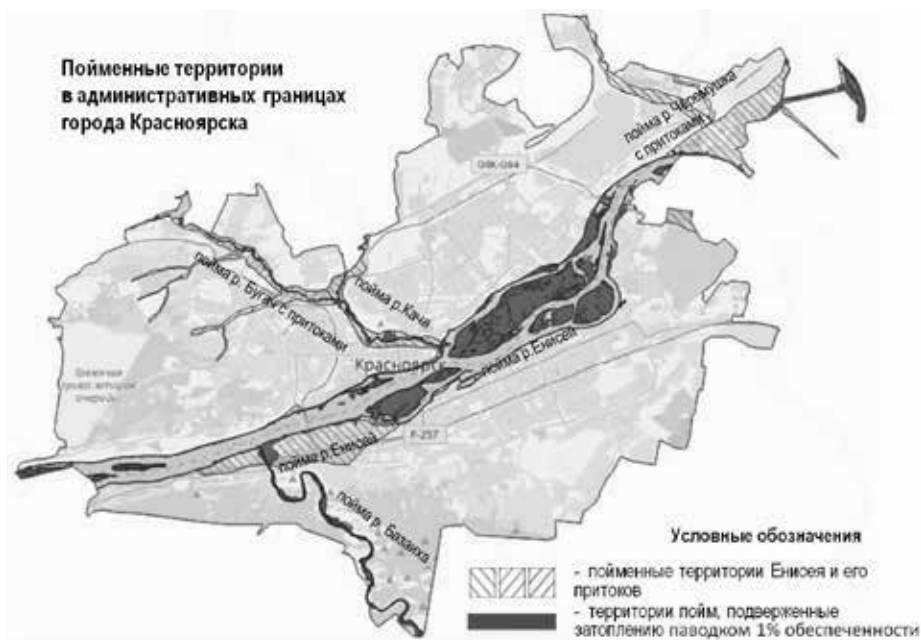 Пойменные территории
в административных границах
города Красноярска
пойма р. Черемушка
с притоками
пойма р. Бугач с притоками
пойма р.Кача
Красноярск
пойма р.Енисей
Р-257
пойма р.Енисей
пойма р. Базаиха
Условные обозначения
- пойменные территории Енисея и его
притоков
- территории пойм, подверженные
затоплению паводком 1% обеспеченности